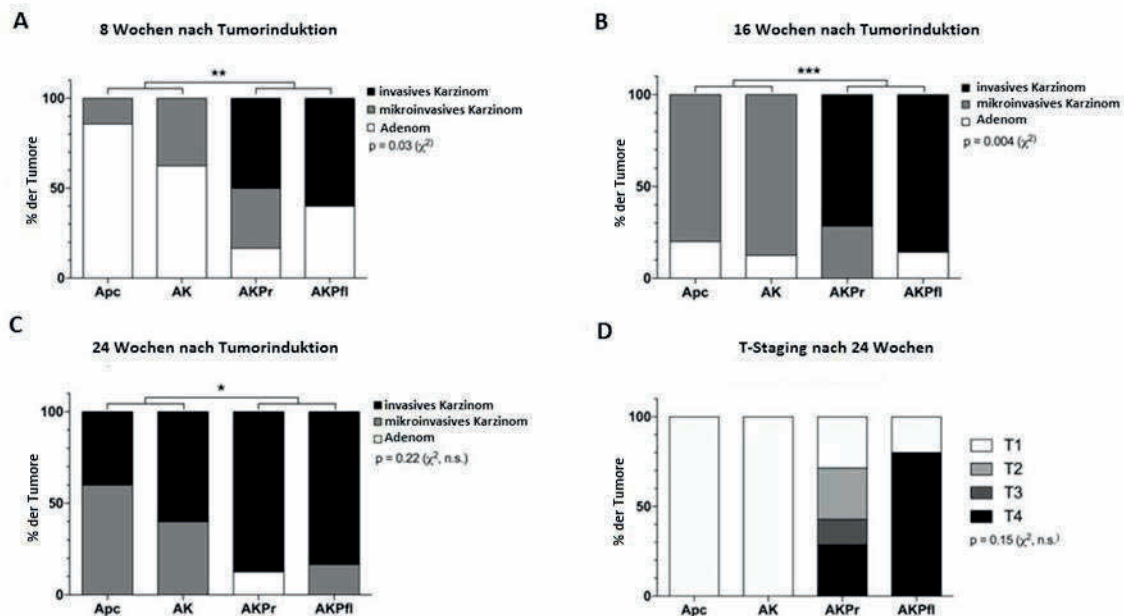 A
8 Wochen nach Tumorinduktion
**
100
50
0
% der Tumore
Apc AK AKPr AKPfl
invasives Karzinom
mikroinvasives Karzinom
Adenom
p = 0.03 (χ²)
B
16 Wochen nach Tumorinduktion
***
100
50
0
% der Tumore
Apc AK AKPr AKPfl
invasives Karzinom
mikroinvasives Karzinom
Adenom
p = 0.004 (χ²)
C
24 Wochen nach Tumorinduktion
*
100
50
0
% der Tumore
Apc AK AKPr AKPfl
invasives Karzinom
mikroinvasives Karzinom
Adenom
p = 0.22 (χ², n.s.)
D
T-Staging nach 24 Wochen
100
50
0
% der Tumore
Apc AK AKPr AKPfl
T1
T2
T3
T4
p = 0.15 (χ², n.s.)